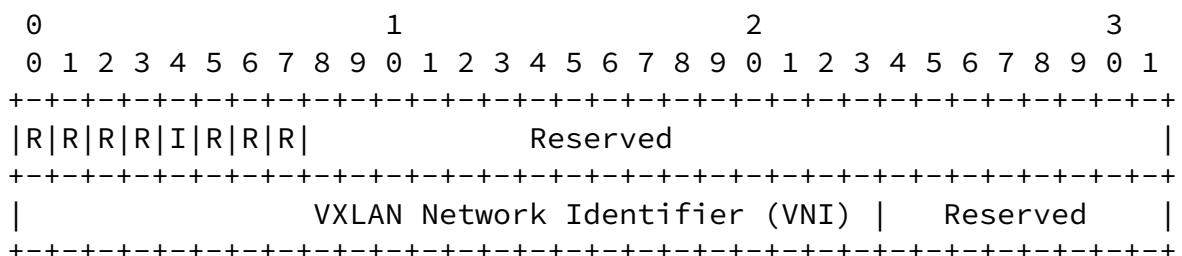 0                   1                   2                   3
 0 1 2 3 4 5 6 7 8 9 0 1 2 3 4 5 6 7 8 9 0 1 2 3 4 5 6 7 8 9 0 1
+-+-+-+-+-+-+-+-+-+-+-+-+-+-+-+-+-+-+-+-+-+-+-+-+-+-+-+-+-+-+-+-+
|R|R|R|R|I|R|R|R|            Reserved                           |
+-+-+-+-+-+-+-+-+-+-+-+-+-+-+-+-+-+-+-+-+-+-+-+-+-+-+-+-+-+-+-+-+
|                VXLAN Network Identifier (VNI) |   Reserved    |
+-+-+-+-+-+-+-+-+-+-+-+-+-+-+-+-+-+-+-+-+-+-+-+-+-+-+-+-+-+-+-+-+